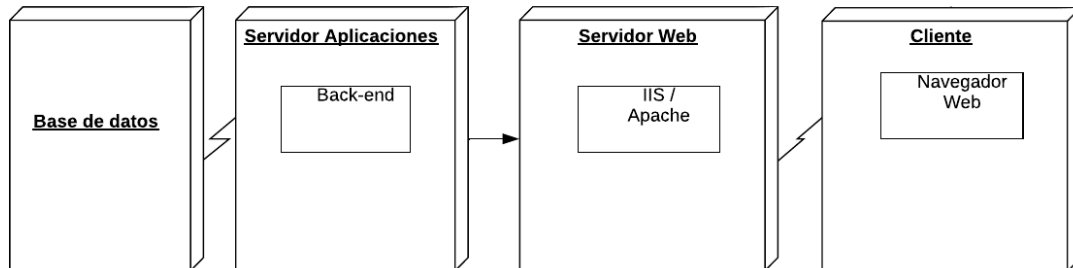 Servidor Aplicaciones
Servidor Web
Cliente
Back-end
IIS /
Apache
Navegador
Web
Base de datos